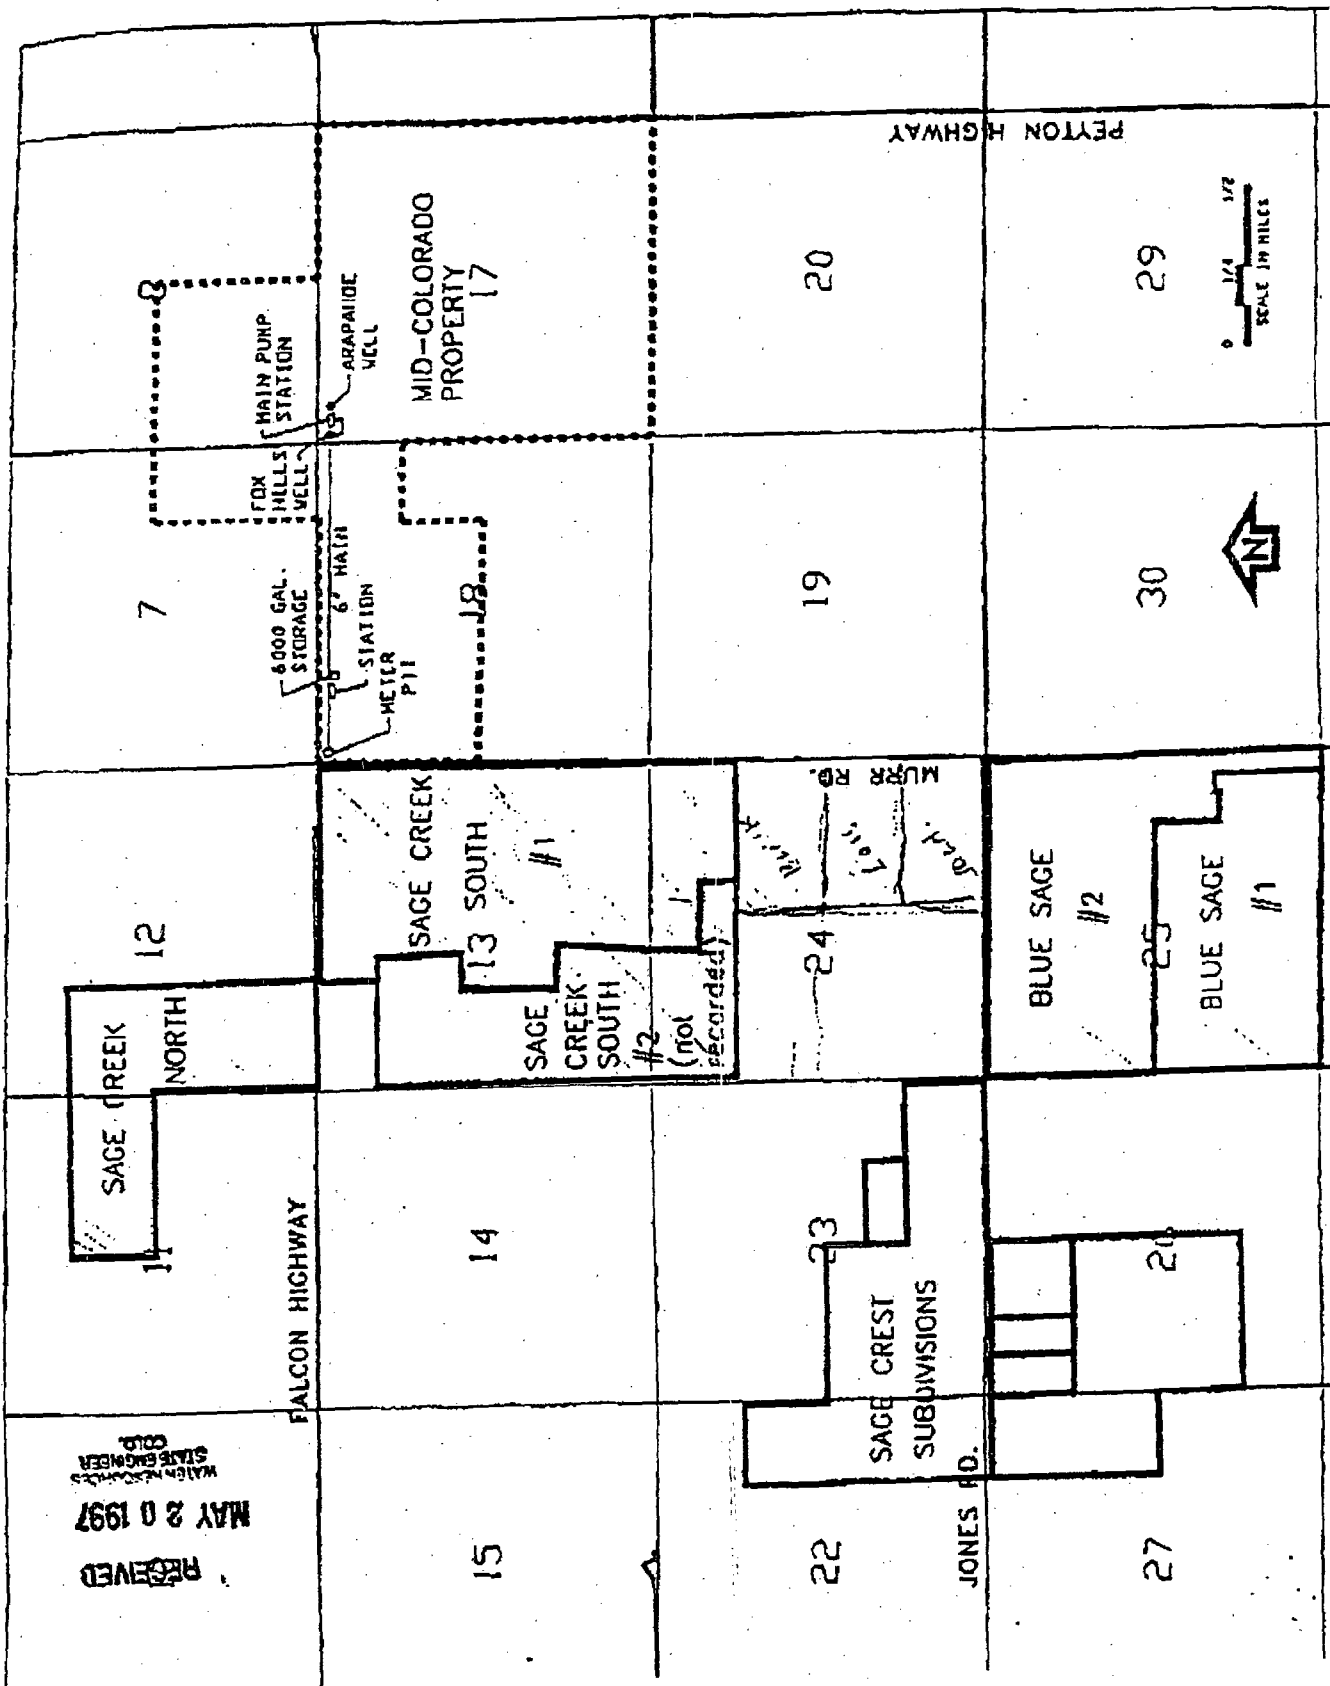 7
8
MAIN PUMP
STATION
FOX
HILLS
WELL
ARAPAHOE
WELL
MID-COLORADO
PROPERTY
17
6000 GAL.
STORAGE
6" MAIN
STATION
METER
PIT
18
PEYTON HIGHWAY
20
29
0 1/4 1/2
SCALE IN MILES
19
30
N
12
SAGE CREEK
NORTH
11
SAGE CREEK
SOUTH
#1
13
SAGE
CREEK
SOUTH
#2
(not
recorded)
MURR RD.
24
BLUE SAGE
#2
25
BLUE SAGE
#1
FALCON HIGHWAY
14
23
SAGE CREST
SUBDIVISIONS
26
15
22
JONES RD.
27
RECEIVED
MAY 20 1997
WATER RESOURCES
STATE ENGINEER
COLO.